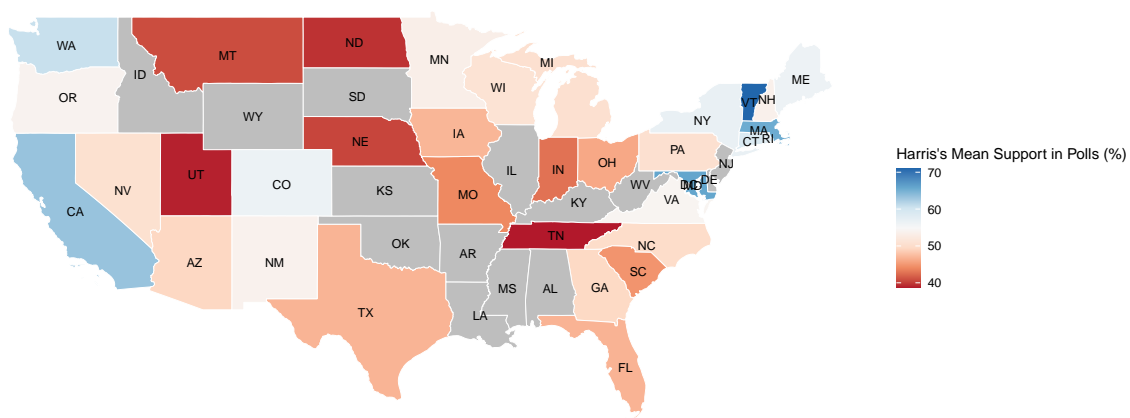 WA
MT
ND
MN
MI
ME
ID
OR
WI
SD
VT
NH
WY
NY
MA
RI
IA
CT
NE
PA
NJ
OH
IL
IN
UT
DE
CO
NV
WV
KS
MO
VA
KY
CA
TN
OK
NC
AZ
NM
AR
SC
MS
AL
GA
TX
LA
FL
Harris's Mean Support in Polls (%)
70
60
50
40